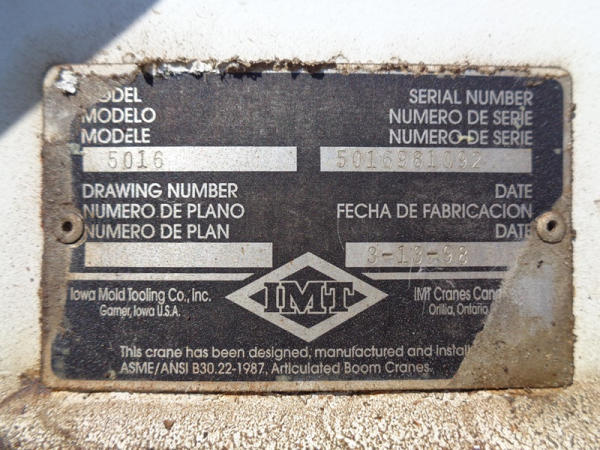 MODEL
MODELO
MODELE
5016
SERIAL NUMBER
NUMERO DE SERIE
NUMERO DE SERIE
5016981092
DRAWING NUMBER
NUMERO DE PLANO
NUMERO DE PLAN
DATE
FECHA DE FABRICACION
DATE
3-13-98
Iowa Mold Tooling Co., Inc.
Garner, Iowa U.S.A.
IMT
IMT Cranes
Orillia, Ontario
This crane has been designed, manufactured and
ASME/ANSI B30.22-1987, Articulated Boom Cranes.